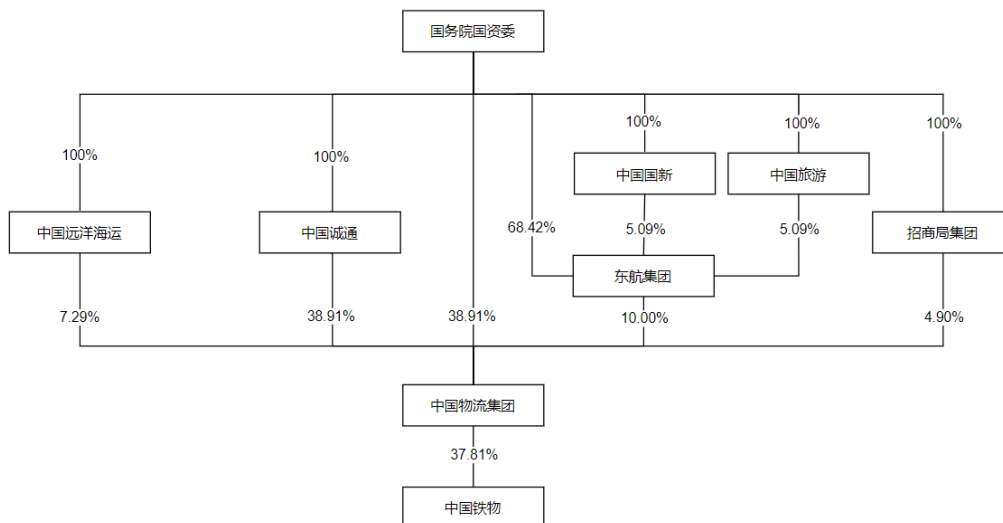 国务院国资委
100%
100%
100%
100%
100%
中国国新
中国旅游
中国远洋海运
中国诚通
68.42%
5.09%
5.09%
招商局集团
东航集团
7.29%
38.91%
38.91%
10.00%
4.90%
中国物流集团
37.81%
中国铁物